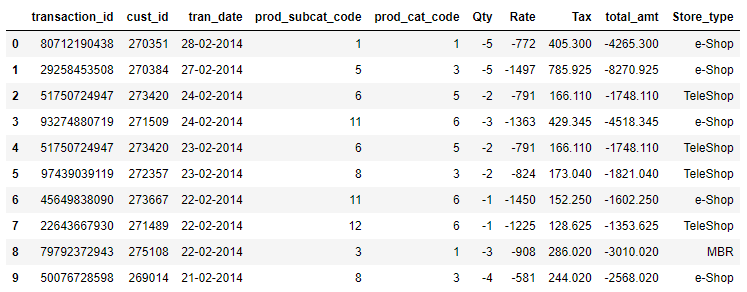 transaction_id cust_id tran_date prod_subcat_code prod_cat_code Qty Rate Tax total_amt Store_type
0 80712190438 270351 28-02-2014 1 1 -5 -772 405.300 -4265.300 e-Shop
1 29258453508 270384 27-02-2014 5 3 -5 -1497 785.925 -8270.925 e-Shop
2 51750724947 273420 24-02-2014 6 5 -2 -791 166.110 -1748.110 TeleShop
3 93274880719 271509 24-02-2014 11 6 -3 -1363 429.345 -4518.345 e-Shop
4 51750724947 273420 23-02-2014 6 5 -2 -791 166.110 -1748.110 TeleShop
5 97439039119 272357 23-02-2014 8 3 -2 -824 173.040 -1821.040 TeleShop
6 45649838090 273667 22-02-2014 11 6 -1 -1450 152.250 -1602.250 e-Shop
7 22643667930 271489 22-02-2014 12 6 -1 -1225 128.625 -1353.625 TeleShop
8 79792372943 275108 22-02-2014 3 1 -3 -908 286.020 -3010.020 MBR
9 50076728598 269014 21-02-2014 8 3 -4 -581 244.020 -2568.020 e-Shop